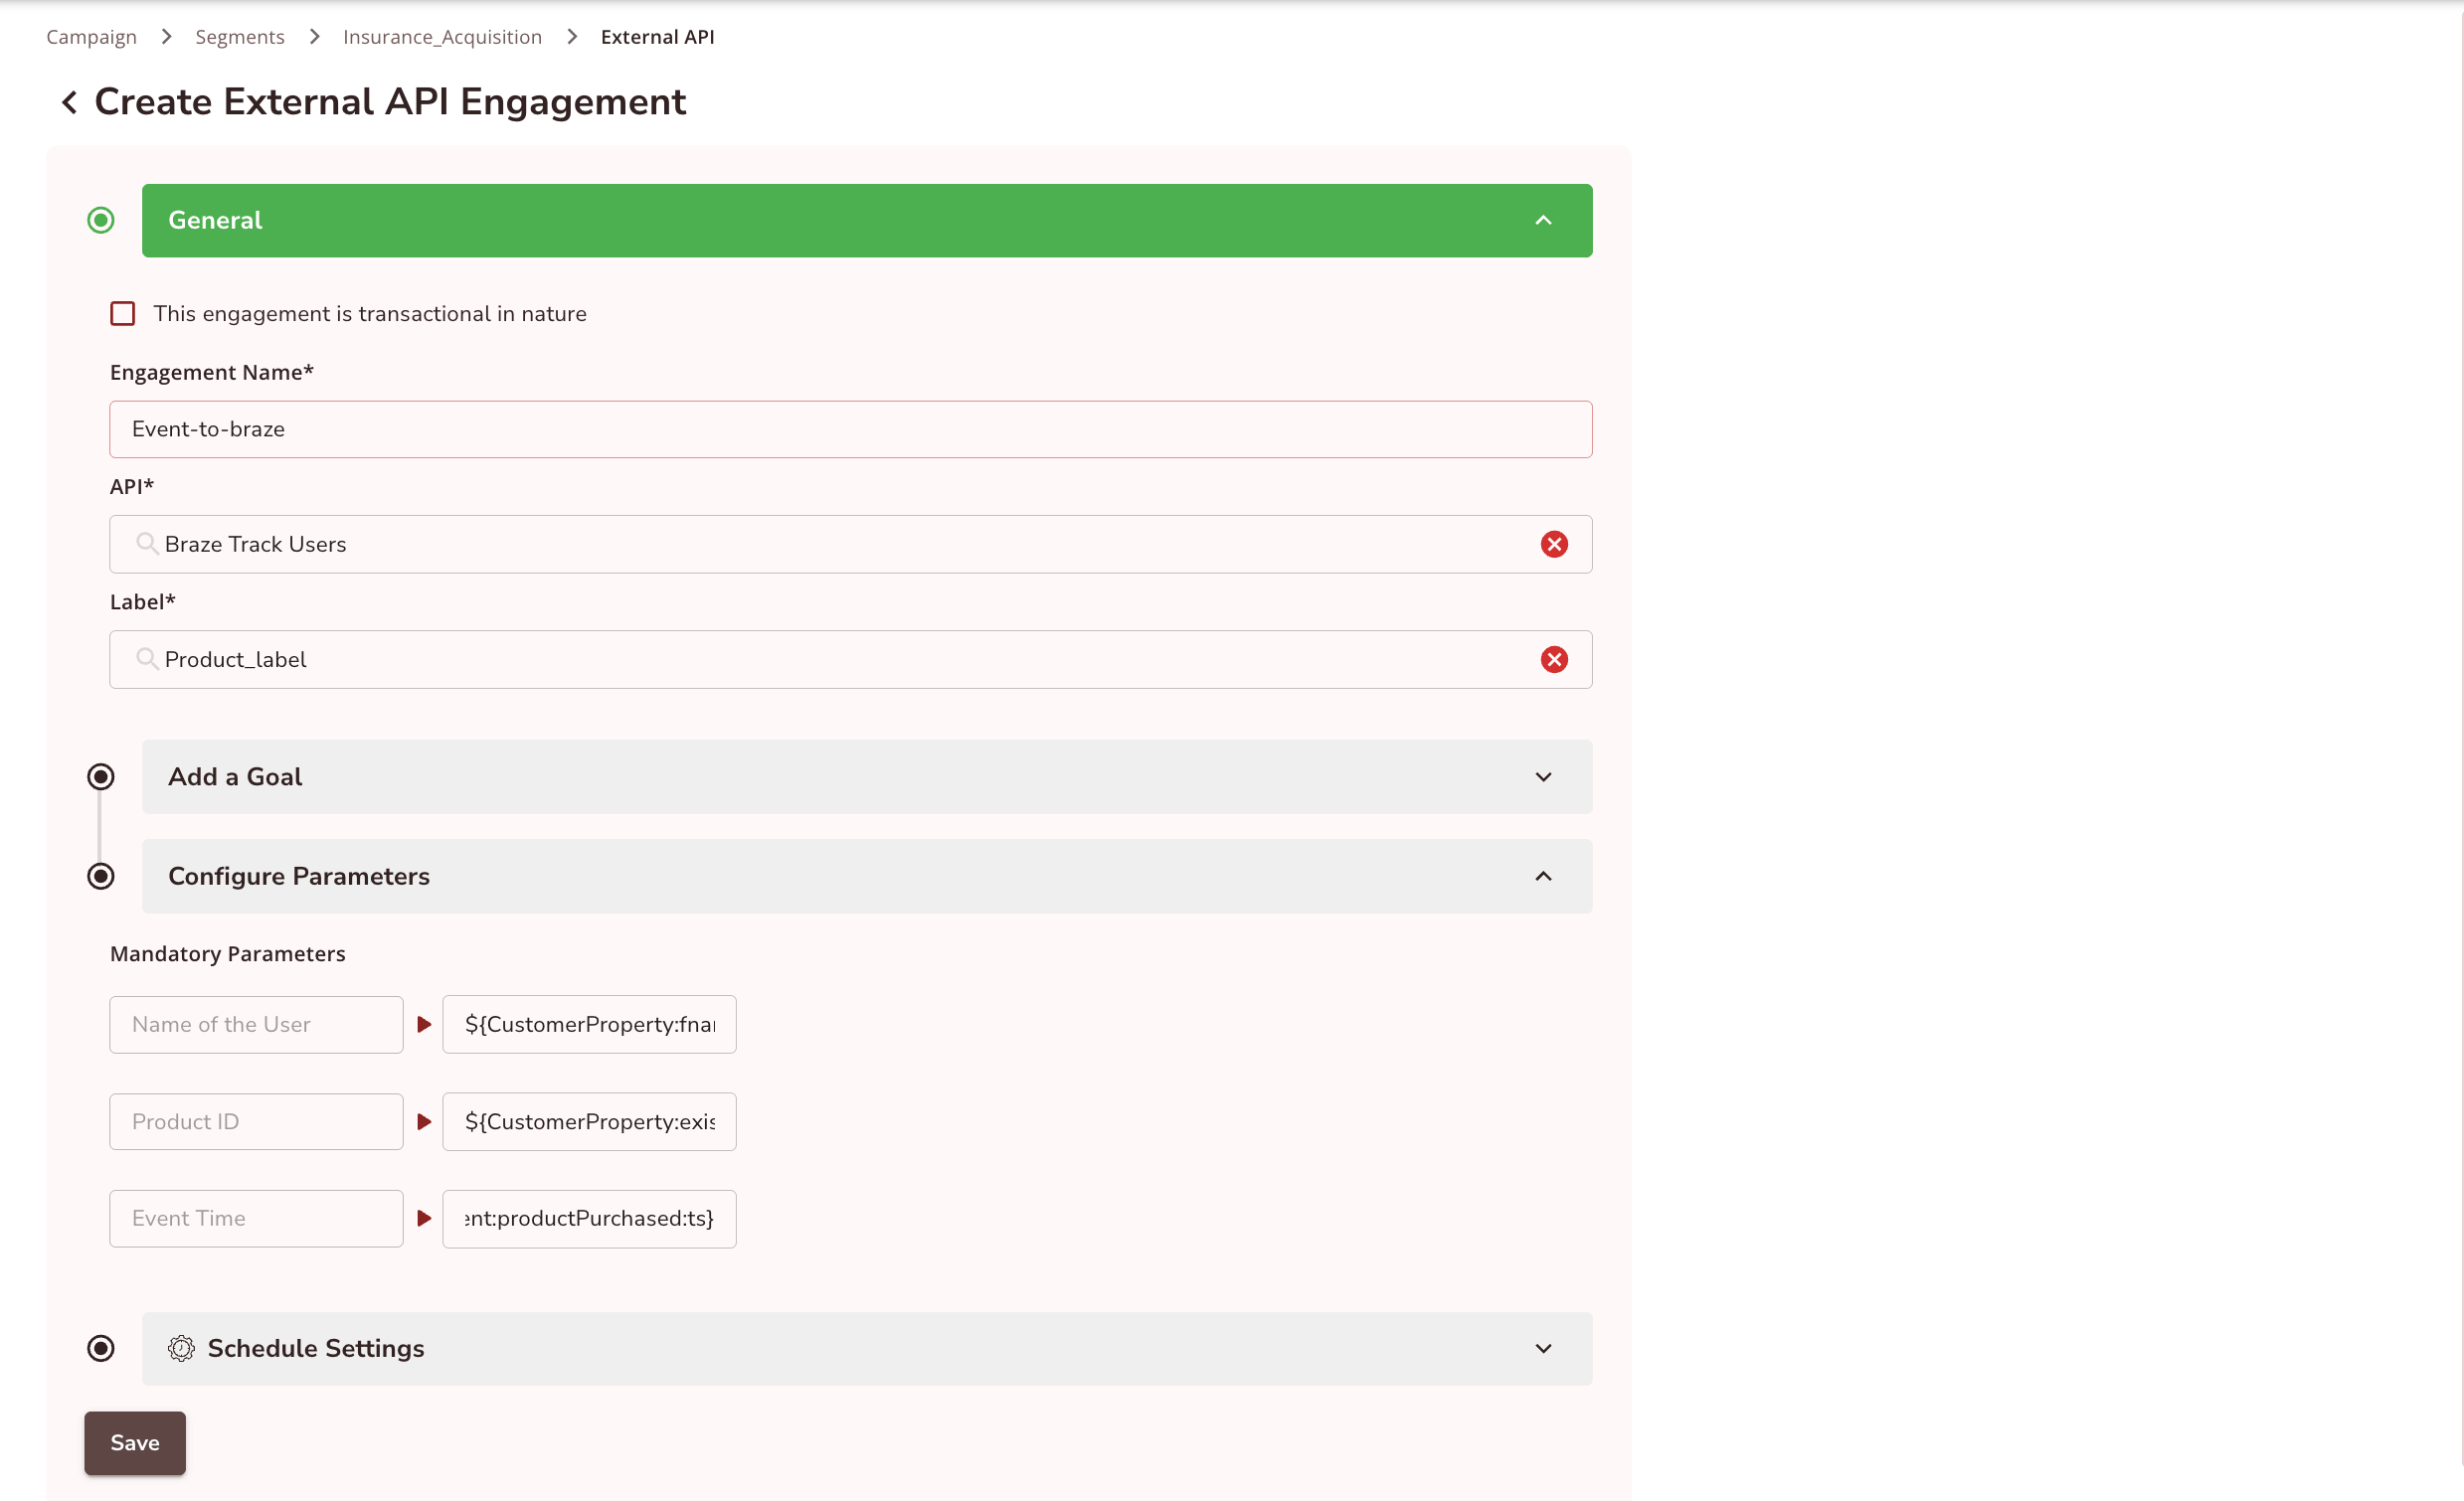 Campaign > Segments > Insurance_Acquisition > External API
Create External API Engagement
General
This engagement is transactional in nature
Engagement Name*
Event-to-braze
API*
Braze Track Users
Label*
Product_label
Add a Goal
Configure Parameters
Mandatory Parameters
Name of the User ${CustomerProperty:fna
Product ID ${CustomerProperty:exis
Event Time ent:productPurchased:ts}
Schedule Settings
Save